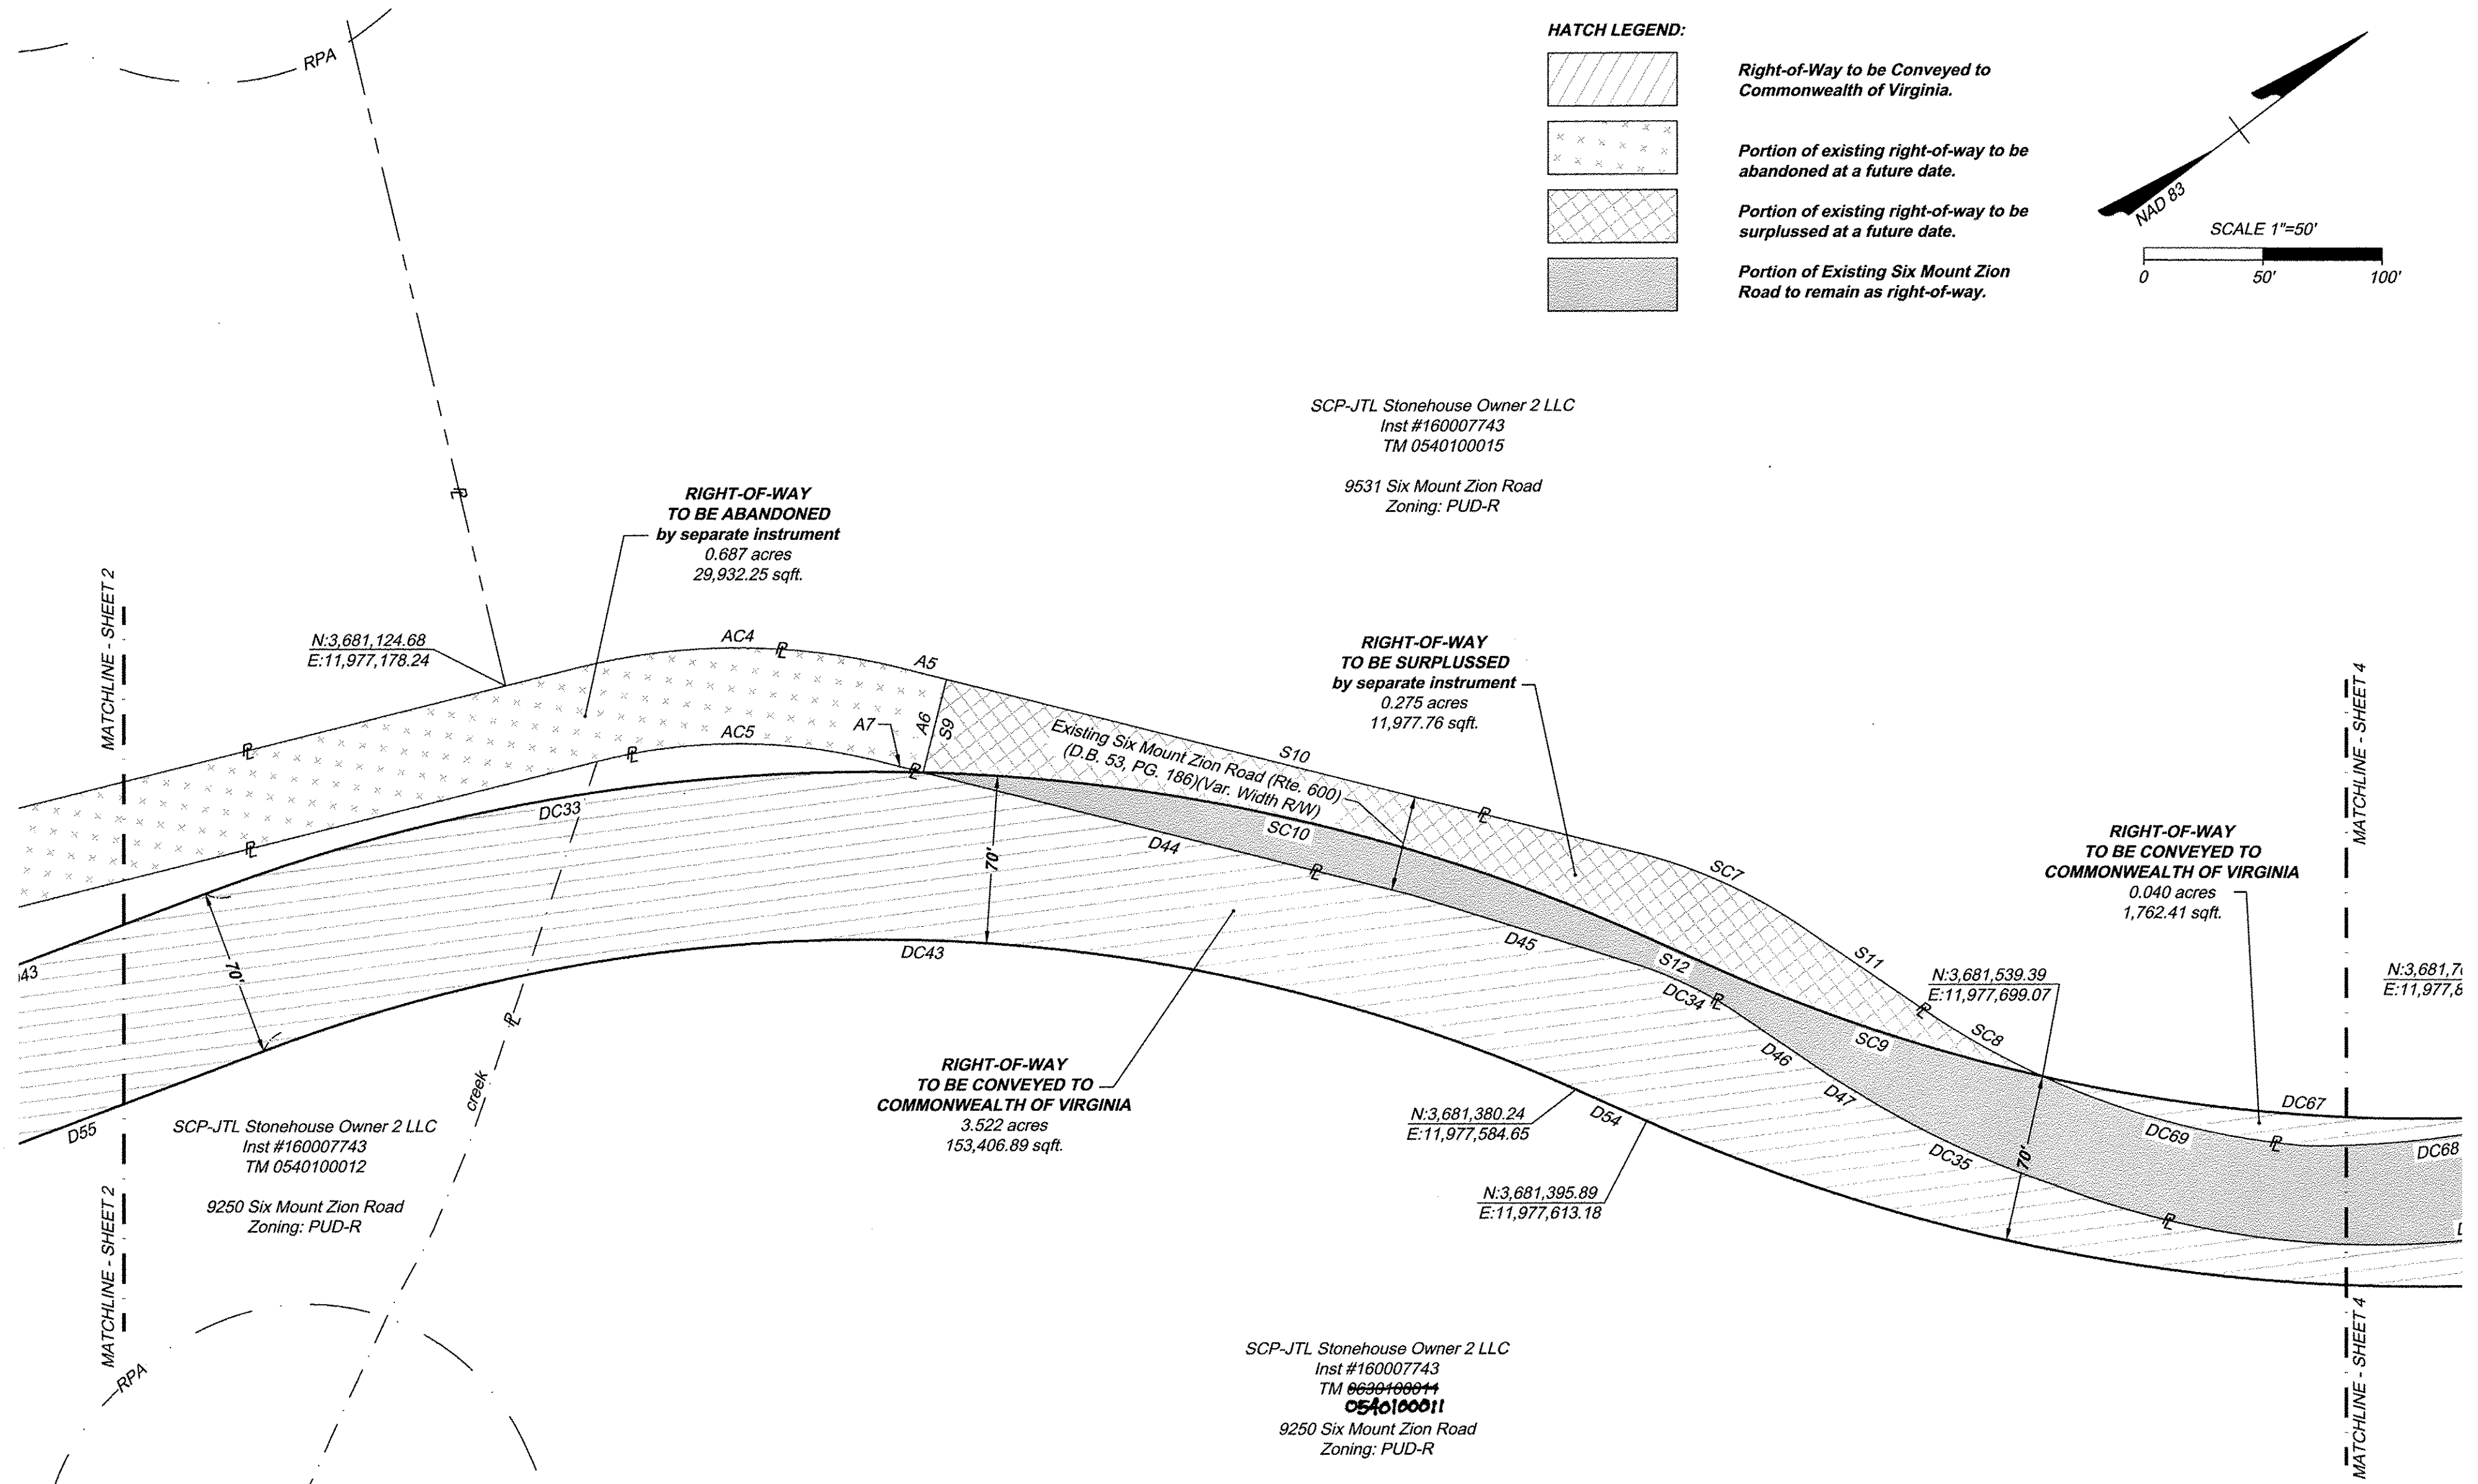 HATCH LEGEND:
Right-of-Way to be Conveyed to
Commonwealth of Virginia.
Portion of existing right-of-way to be
abandoned at a future date.
Portion of existing right-of-way to be
surplussed at a future date.
Portion of Existing Six Mount Zion
Road to remain as right-of-way.
NAD 83
SCALE 1"=50'
0 50' 100'
RPA
SCP-JTL Stonehouse Owner 2 LLC
Inst #160007743
TM 0540100015
9531 Six Mount Zion Road
Zoning: PUD-R
RIGHT-OF-WAY
TO BE ABANDONED
by separate instrument
0.687 acres
29,932.25 sqft.
MATCHLINE - SHEET 2
N:3,681,124.68
E:11,977,178.24
AC4
A5
A6
S9
A7
AC5
RIGHT-OF-WAY
TO BE SURPLUSSED
by separate instrument
0.275 acres
11,977.76 sqft.
Existing Six Mount Zion Road (Rte. 600)
(D.B. 53, PG. 186)(Var. Width R/W)
S10
SC7
MATCHLINE - SHEET 4
RIGHT-OF-WAY
TO BE CONVEYED TO
COMMONWEALTH OF VIRGINIA
0.040 acres
1,762.41 sqft.
DC33
SC10
D44
70'
DC43
D45
S12
DC34
S11
N:3,681,539.39
E:11,977,699.07
N:3,681,7
E:11,977,8
SC8
SC9
D46
D47
DC35
70'
DC67
DC69
DC68
43
70'
D55
creek
SCP-JTL Stonehouse Owner 2 LLC
Inst #160007743
TM 0540100012
9250 Six Mount Zion Road
Zoning: PUD-R
RIGHT-OF-WAY
TO BE CONVEYED TO
COMMONWEALTH OF VIRGINIA
3.522 acres
153,406.89 sqft.
N:3,681,380.24
E:11,977,584.65
D54
N:3,681,395.89
E:11,977,613.18
MATCHLINE - SHEET 2
RPA
SCP-JTL Stonehouse Owner 2 LLC
Inst #160007743
TM 0630100011
0540100011
9250 Six Mount Zion Road
Zoning: PUD-R
MATCHLINE - SHEET 4